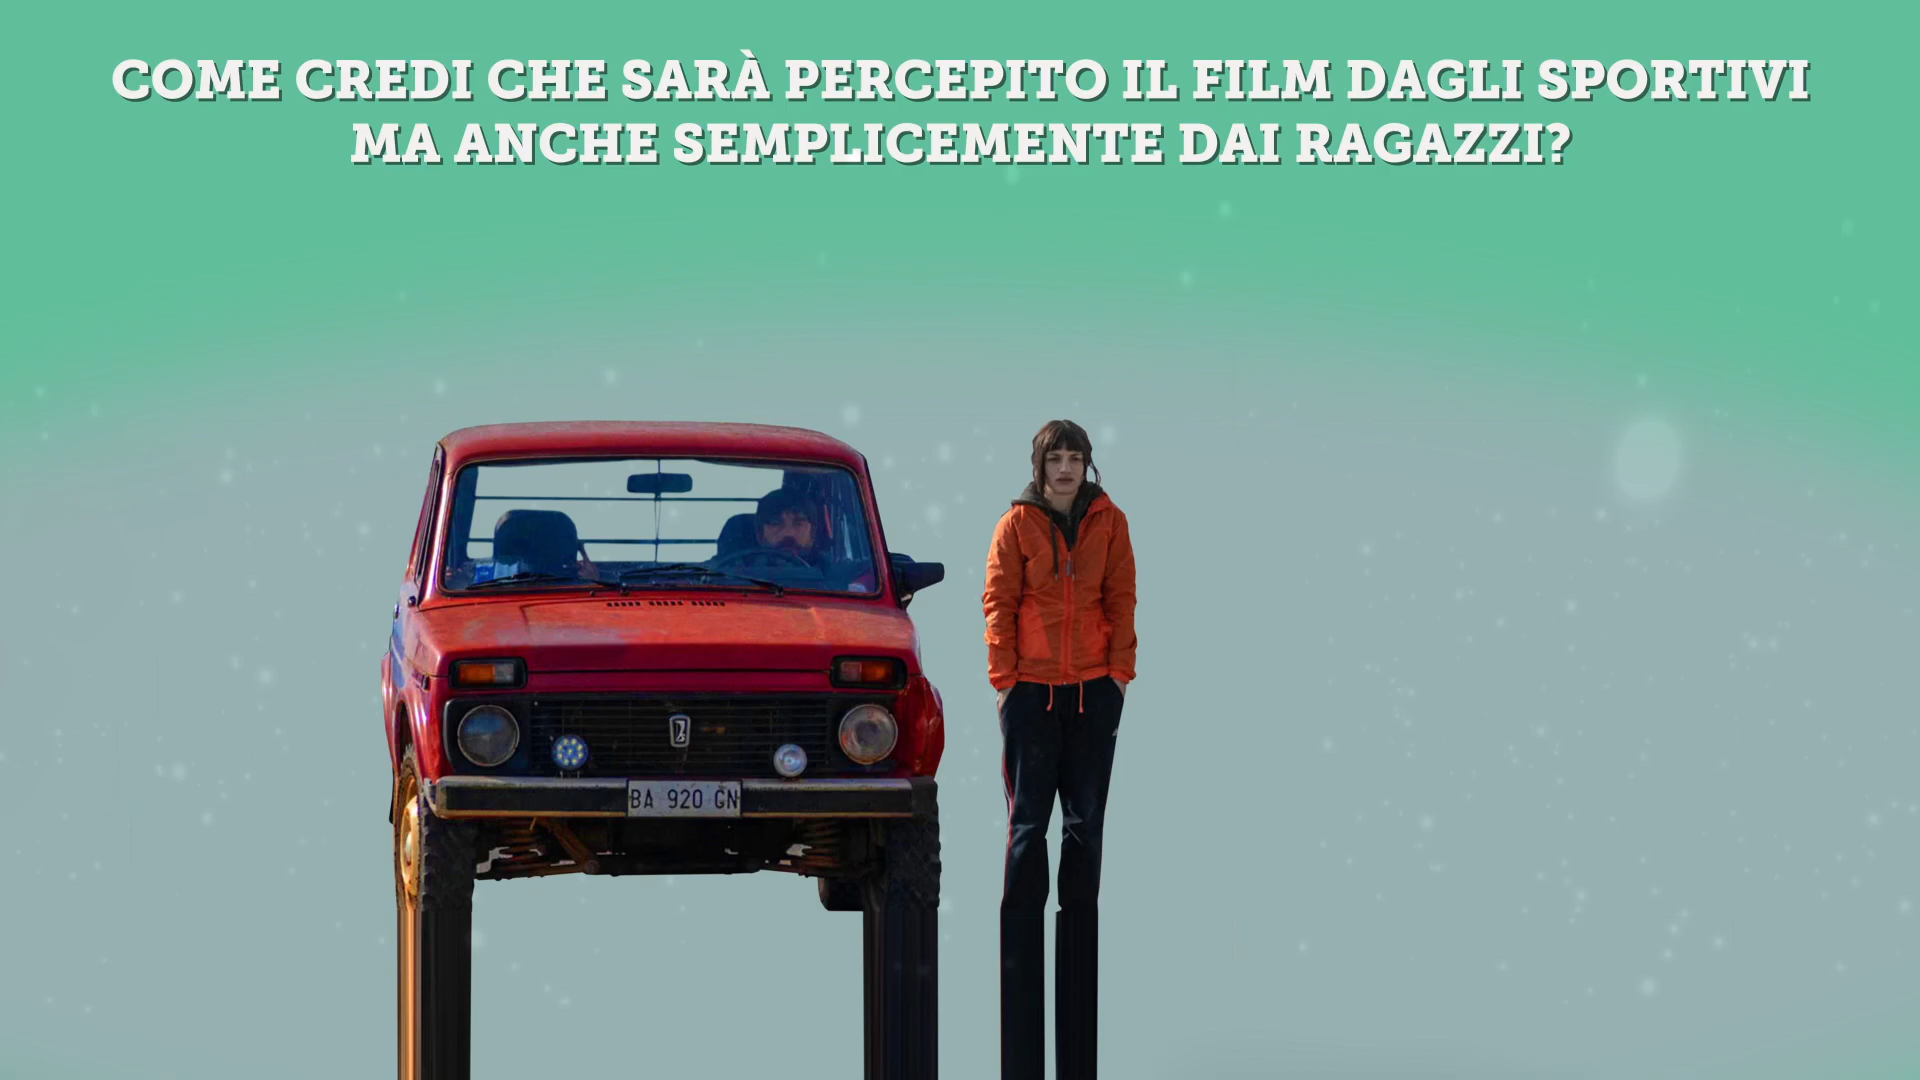 COME CREDI CHE SARÀ PERCEPITO IL FILM DAGLI SPORTIVI
MA ANCHE SEMPLICEMENTE DAI RAGAZZI?
BA 920 GN